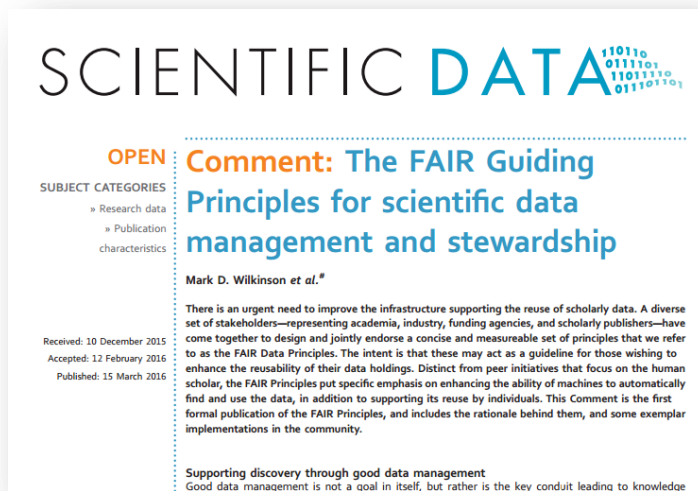 SCIENTIFIC DATA
110110
0111101
11011110
011101101
OPEN
SUBJECT CATEGORIES
» Research data
» Publication
characteristics
Received: 10 December 2015
Accepted: 12 February 2016
Published: 15 March 2016
Comment: The FAIR Guiding
Principles for scientific data
management and stewardship
Mark D. Wilkinson et al.#
There is an urgent need to improve the infrastructure supporting the reuse of scholarly data. A diverse
set of stakeholders—representing academia, industry, funding agencies, and scholarly publishers—have
come together to design and jointly endorse a concise and measureable set of principles that we refer
to as the FAIR Data Principles. The intent is that these may act as a guideline for those wishing to
enhance the reusability of their data holdings. Distinct from peer initiatives that focus on the human
scholar, the FAIR Principles put specific emphasis on enhancing the ability of machines to automatically
find and use the data, in addition to supporting its reuse by individuals. This Comment is the first
formal publication of the FAIR Principles, and includes the rationale behind them, and some exemplar
implementations in the community.
Supporting discovery through good data management
Good data management is not a goal in itself, but rather is the key conduit leading to knowledge